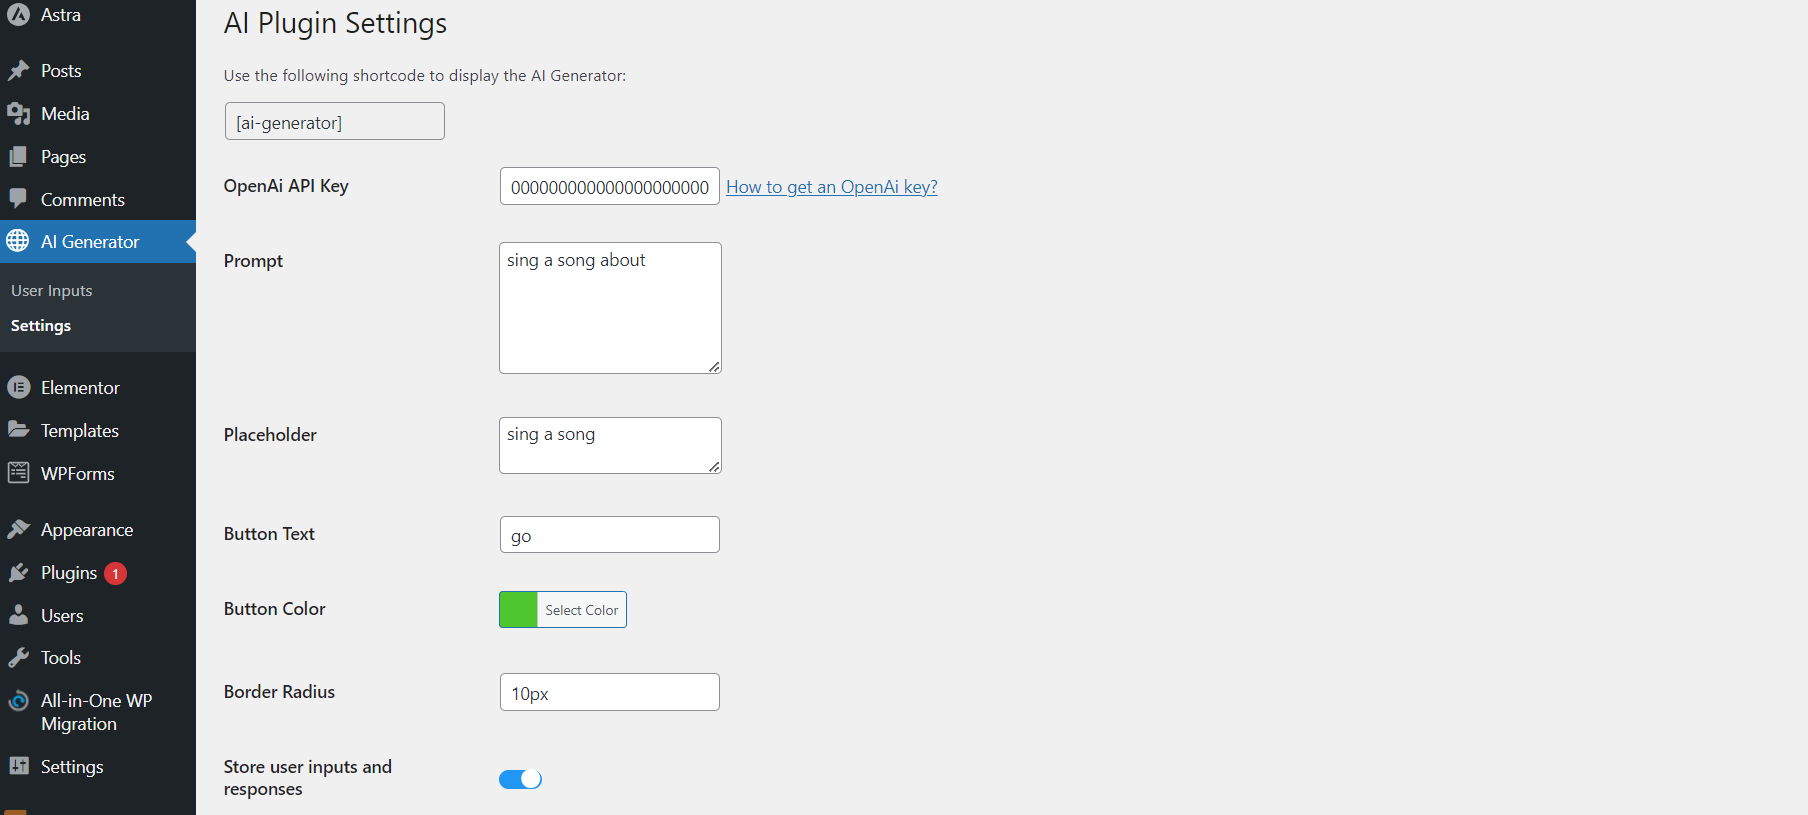 Astra
Posts
Media
Pages
Comments
AI Generator
User Inputs
Settings
Elementor
Templates
WPForms
Appearance
Plugins 1
Users
Tools
All-in-One WP
Migration
Settings
AI Plugin Settings
Use the following shortcode to display the AI Generator:
[ai-generator]
OpenAi API Key 0000000000000000000000 How to get an OpenAi key?
Prompt sing a song about
Placeholder sing a song
Button Text go
Button Color Select Color
Border Radius 10px
Store user inputs and
responses